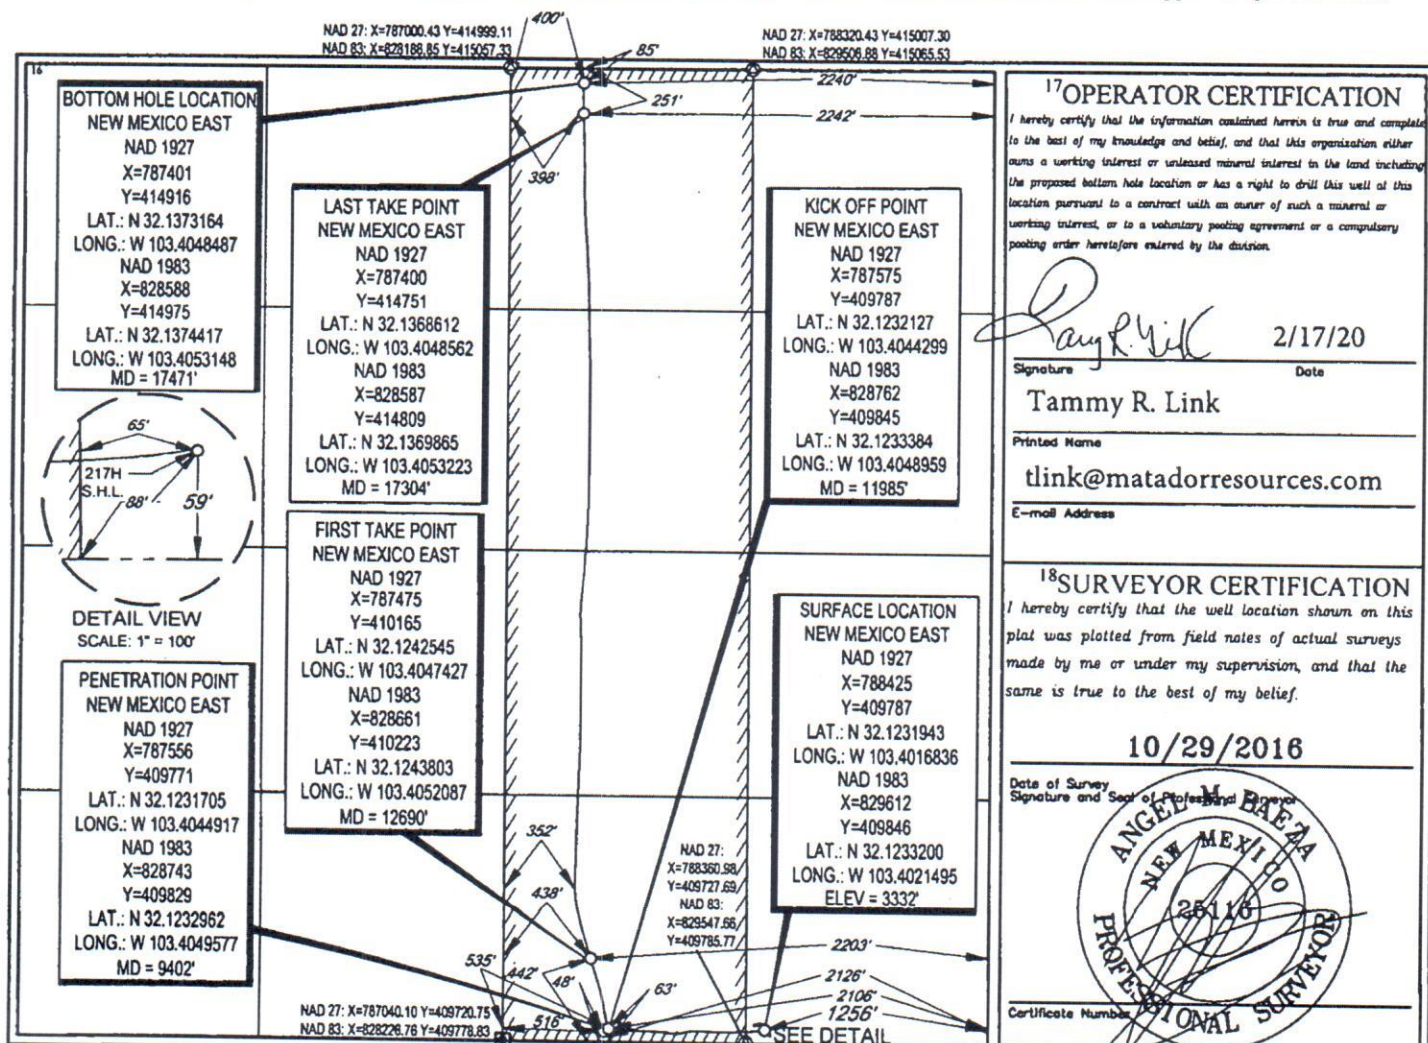 400'
NAD 27: X=787000.43 Y=414999.11
NAD 83: X=828188.85 Y=415057.33
NAD 27: X=788320.43 Y=415007.30
NAD 83: X=829506.88 Y=415065.53
85'
2240'
251'
2242'
398'
16
BOTTOM HOLE LOCATION
NEW MEXICO EAST
NAD 1927
X=787401
Y=414916
LAT.: N 32.1373164
LONG.: W 103.4048487
NAD 1983
X=828588
Y=414975
LAT.: N 32.1374417
LONG.: W 103.4053148
MD = 17471'
LAST TAKE POINT
NEW MEXICO EAST
NAD 1927
X=787400
Y=414751
LAT.: N 32.1368612
LONG.: W 103.4048562
NAD 1983
X=828587
Y=414809
LAT.: N 32.1369865
LONG.: W 103.4053223
MD = 17304'
KICK OFF POINT
NEW MEXICO EAST
NAD 1927
X=787575
Y=409787
LAT.: N 32.1232127
LONG.: W 103.4044299
NAD 1983
X=828762
Y=409845
LAT.: N 32.1233384
LONG.: W 103.4048959
MD = 11985'
65'
217H
S.H.L.
88'
59'
DETAIL VIEW
SCALE: 1" = 100'
FIRST TAKE POINT
NEW MEXICO EAST
NAD 1927
X=787475
Y=410165
LAT.: N 32.1242545
LONG.: W 103.4047427
NAD 1983
X=828661
Y=410223
LAT.: N 32.1243803
LONG.: W 103.4052087
MD = 12690'
SURFACE LOCATION
NEW MEXICO EAST
NAD 1927
X=788425
Y=409787
LAT.: N 32.1231943
LONG.: W 103.4016836
NAD 1983
X=829612
Y=409846
LAT.: N 32.1233200
LONG.: W 103.4021495
ELEV = 3332'
PENETRATION POINT
NEW MEXICO EAST
NAD 1927
X=787556
Y=409771
LAT.: N 32.1231705
LONG.: W 103.4044917
NAD 1983
X=828743
Y=409829
LAT.: N 32.1232962
LONG.: W 103.4049577
MD = 9402'
352'
438'
NAD 27:
X=788360.98
Y=409727.69
NAD 83:
X=829547.66
Y=409785.77
2203'
535'
442'
48'
63'
2126'
2106'
1256'
516'
SEE DETAIL
NAD 27: X=787040.10 Y=409720.75
NAD 83: X=828226.76 Y=409778.83
17OPERATOR CERTIFICATION
I hereby certify that the information contained herein is true and complete
to the best of my knowledge and belief, and that this organization either
owns a working interest or unleased mineral interest in the land including
the proposed bottom hole location or has a right to drill this well at this
location pursuant to a contract with an owner of such a mineral or
working interest, or to a voluntary pooling agreement or a compulsory
pooling order heretofore entered by the division.
2/17/20
Signature Date
Tammy R. Link
Printed Name
tlink@matadorresources.com
E-mail Address
18SURVEYOR CERTIFICATION
I hereby certify that the well location shown on this
plat was plotted from field notes of actual surveys
made by me or under my supervision, and that the
same is true to the best of my belief.
10/29/2016
Date of Survey
Signature and Seal of Professional Surveyor
ANGEL M. BAEZA
NEW MEXICO
25116
PROFESSIONAL SURVEYOR
Certificate Number